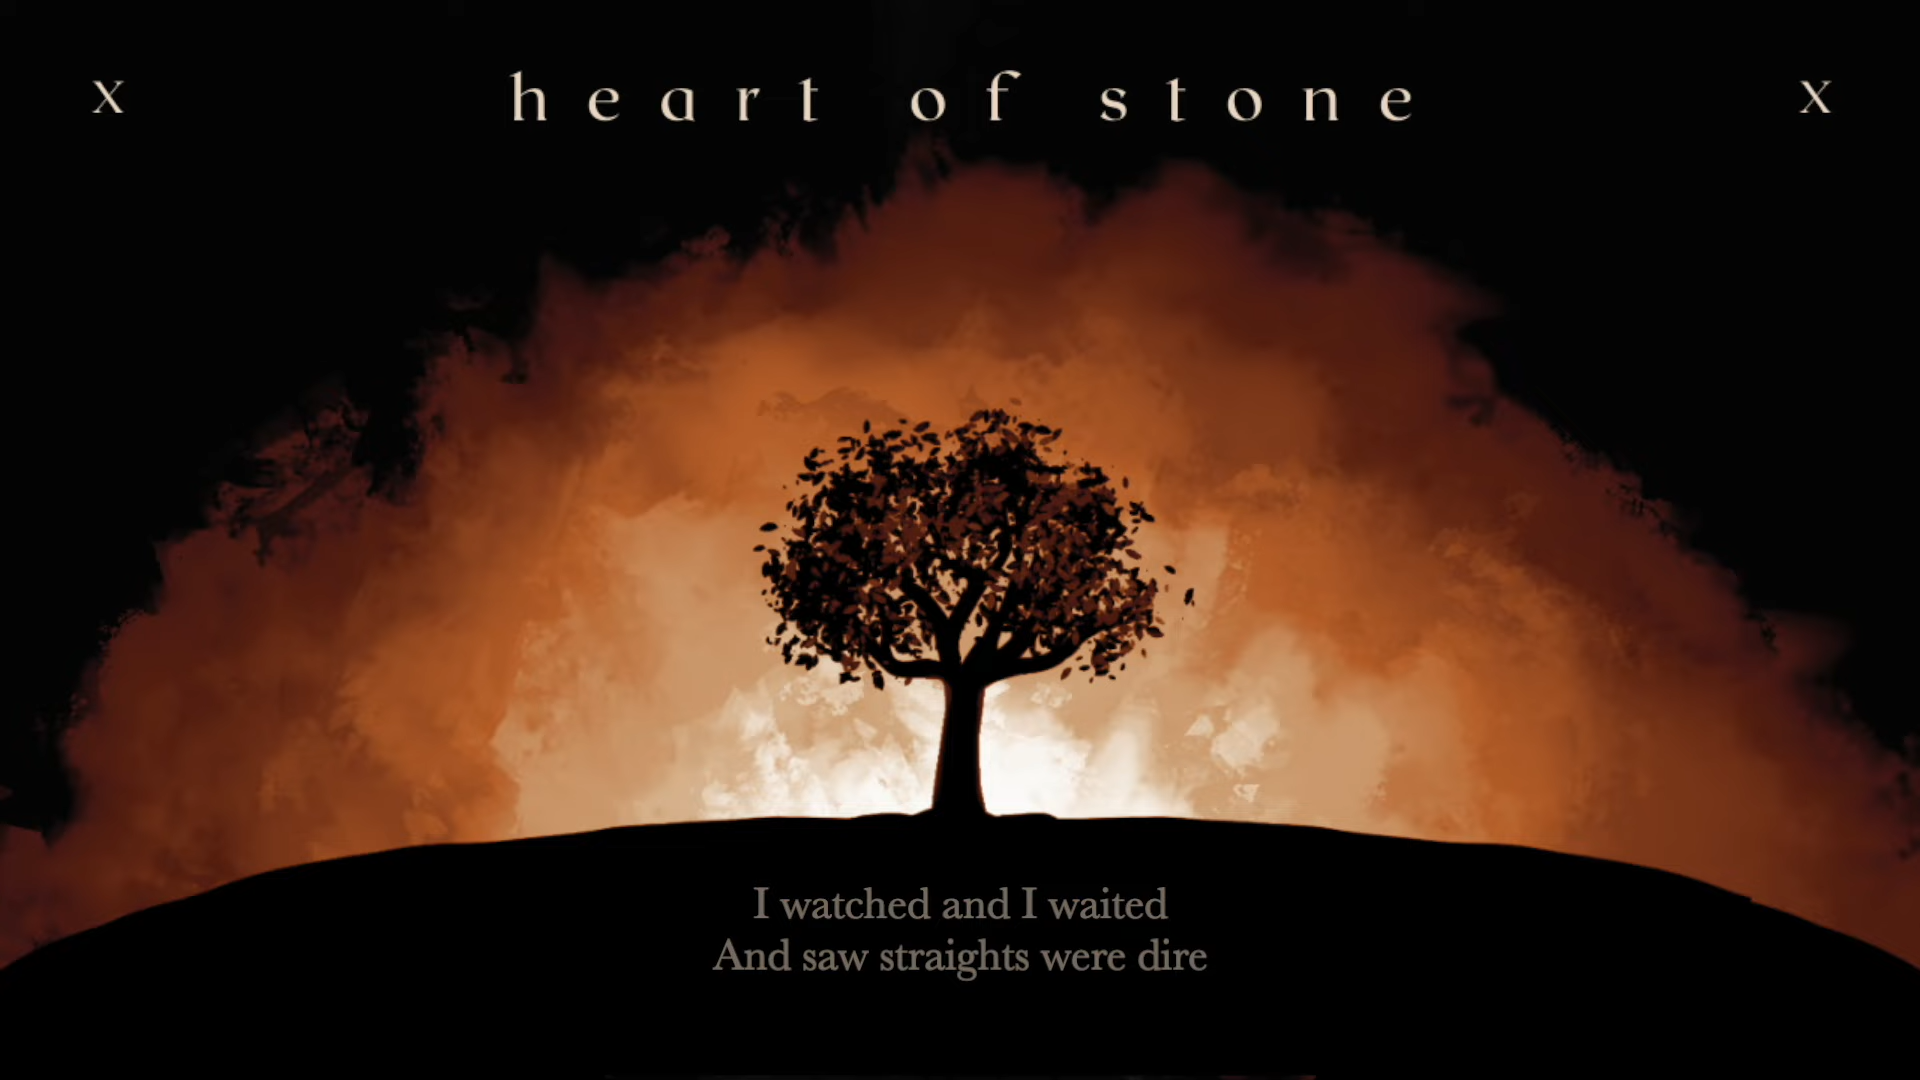 X heart of stone X
I watched and I waited
And saw straights were dire